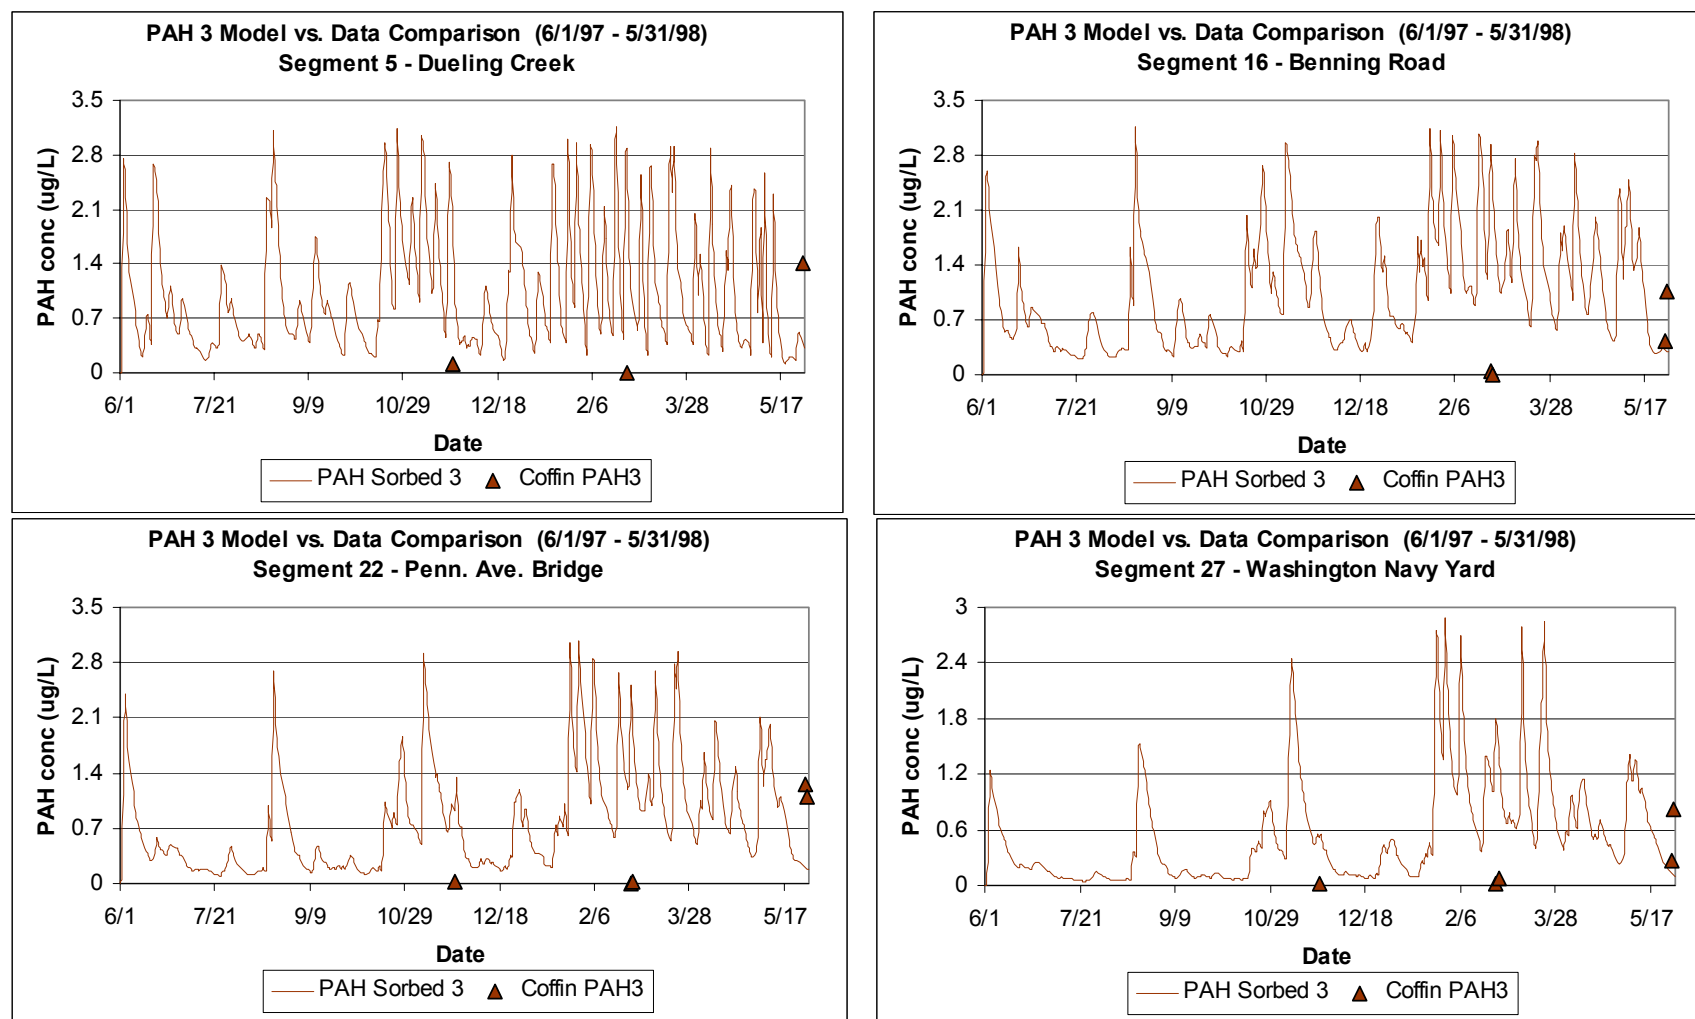 PAH 3 Model vs. Data Comparison (6/1/97 - 5/31/98)
Segment 5 - Dueling Creek
PAH conc (ug/L)
3.5
2.8
2.1
1.4
0.7
0
6/1 7/21 9/9 10/29 12/18 2/6 3/28 5/17
Date
PAH Sorbed 3 Coffin PAH3
PAH 3 Model vs. Data Comparison (6/1/97 - 5/31/98)
Segment 16 - Benning Road
PAH conc (ug/L)
3.5
2.8
2.1
1.4
0.7
0
6/1 7/21 9/9 10/29 12/18 2/6 3/28 5/17
Date
PAH Sorbed 3 Coffin PAH3
PAH 3 Model vs. Data Comparison (6/1/97 - 5/31/98)
Segment 22 - Penn. Ave. Bridge
PAH conc (ug/L)
3.5
2.8
2.1
1.4
0.7
0
6/1 7/21 9/9 10/29 12/18 2/6 3/28 5/17
Date
PAH Sorbed 3 Coffin PAH3
PAH 3 Model vs. Data Comparison (6/1/97 - 5/31/98)
Segment 27 - Washington Navy Yard
PAH conc (ug/L)
3
2.4
1.8
1.2
0.6
0
6/1 7/21 9/9 10/29 12/18 2/6 3/28 5/17
Date
PAH Sorbed 3 Coffin PAH3